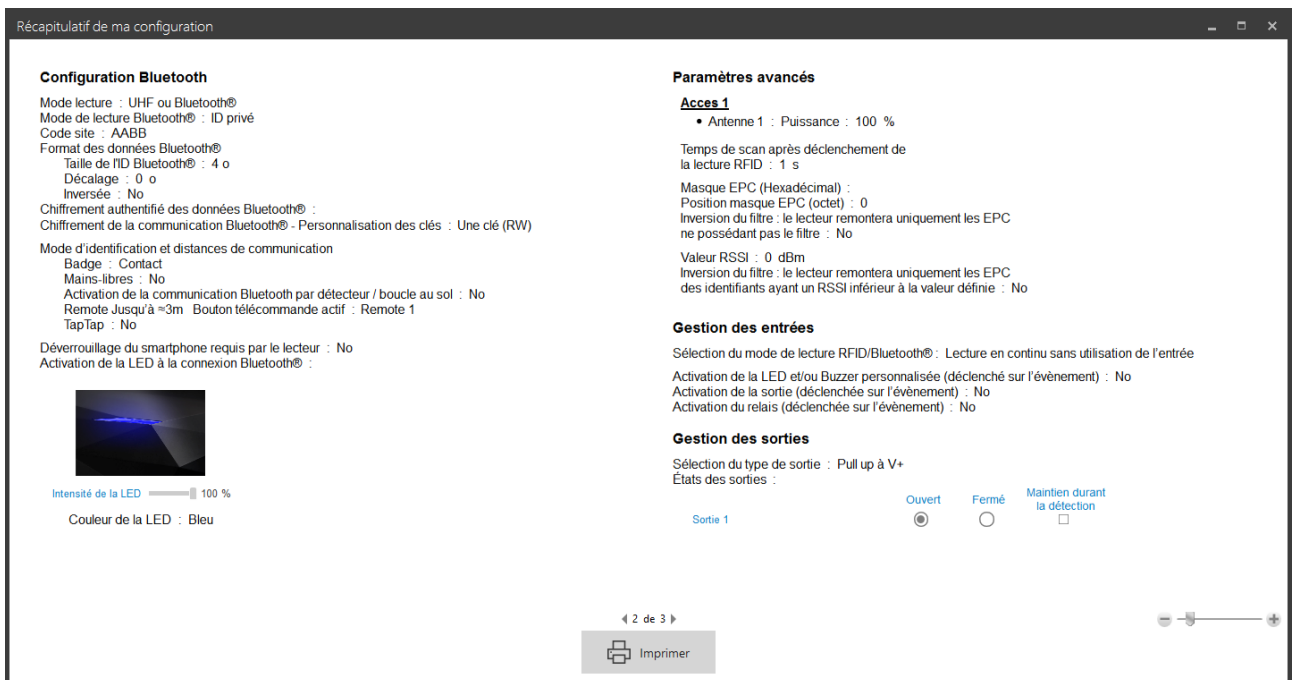 Récapitulatif de ma configuration
Configuration Bluetooth
Mode lecture : UHF ou Bluetooth®
Mode de lecture Bluetooth® : ID privé
Code site : AABB
Format des données Bluetooth®
Taille de l'ID Bluetooth® : 4 o
Décalage : 0 o
Inversée : No
Chiffrement authentifié des données Bluetooth® :
Chiffrement de la communication Bluetooth® - Personnalisation des clés : Une clé (RW)
Mode d'identification et distances de communication
Badge : Contact
Mains-libres : No
Activation de la communication Bluetooth par détecteur / boucle au sol : No
Remote Jusqu'à ≈3m Bouton télécommande actif : Remote 1
TapTap : No
Déverrouillage du smartphone requis par le lecteur : No
Activation de la LED à la connexion Bluetooth® :
Intensité de la LED 100 %
Couleur de la LED : Bleu
Paramètres avancés
Acces 1
• Antenne 1 : Puissance : 100 %
Temps de scan après déclenchement de
la lecture RFID : 1 s
Masque EPC (Hexadécimal) :
Position masque EPC (octet) : 0
Inversion du filtre : le lecteur remontera uniquement les EPC
ne possédant pas le filtre : No
Valeur RSSI : 0 dBm
Inversion du filtre : le lecteur remontera uniquement les EPC
des identifiants ayant un RSSI inférieur à la valeur définie : No
Gestion des entrées
Sélection du mode de lecture RFID/Bluetooth® : Lecture en continu sans utilisation de l'entrée
Activation de la LED et/ou Buzzer personnalisée (déclenché sur l'évènement) : No
Activation de la sortie (déclenchée sur l'évènement) : No
Activation du relais (déclenchée sur l'évènement) : No
Gestion des sorties
Sélection du type de sortie : Pull up à V+
États des sorties :
Ouvert Fermé Maintien durant
la détection
Sortie 1
2 de 3
Imprimer